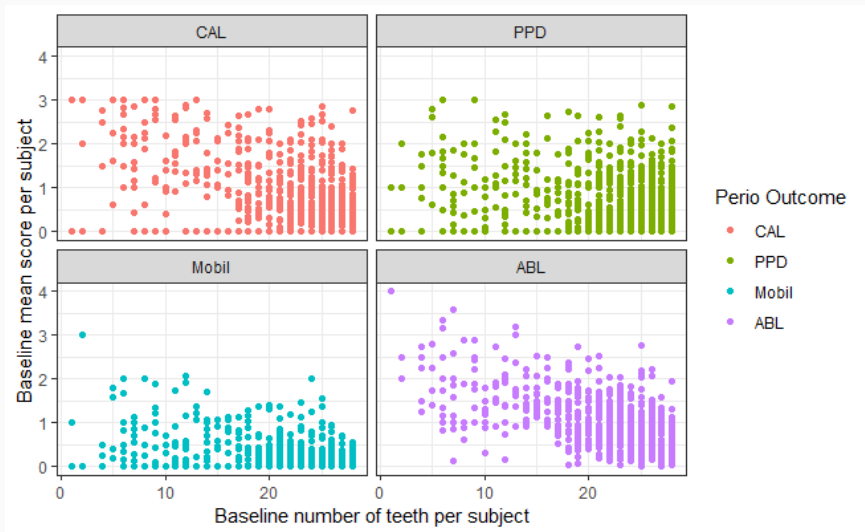 CAL
PPD
4
3
2
1
0
Mobil
ABL
4
3
2
1
0
0
10
20
0
10
20
Baseline number of teeth per subject
Baseline mean score per subject
Perio Outcome
CAL
PPD
Mobil
ABL